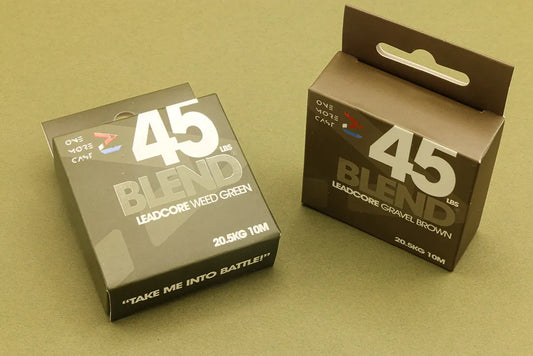 ONE
MORE
CAST
45
LBS
BLEND
LEADCORE WEED GREEN
20.5KG 10M
“TAKE ME INTO BATTLE!”
ONE
MORE
CAST
45
LBS
BLEND
LEADCORE GRAVEL BROWN
20.5KG 10M